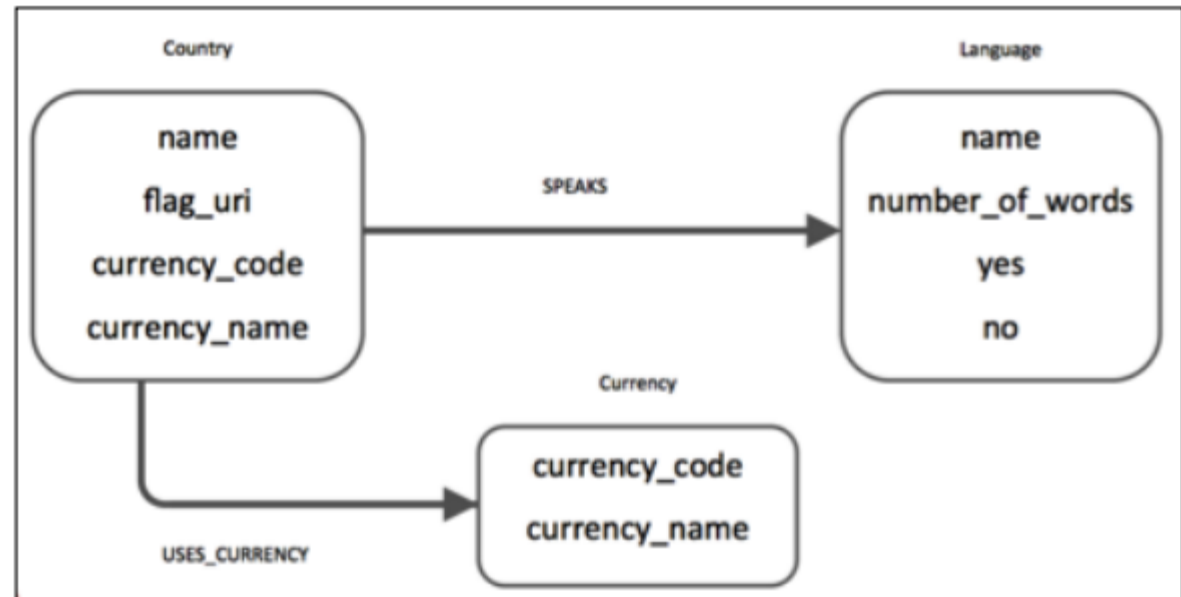 Country
name
flag_uri
currency_code
currency_name
SPEAKS
Language
name
number_of_words
yes
no
USES_CURRENCY
Currency
currency_code
currency_name